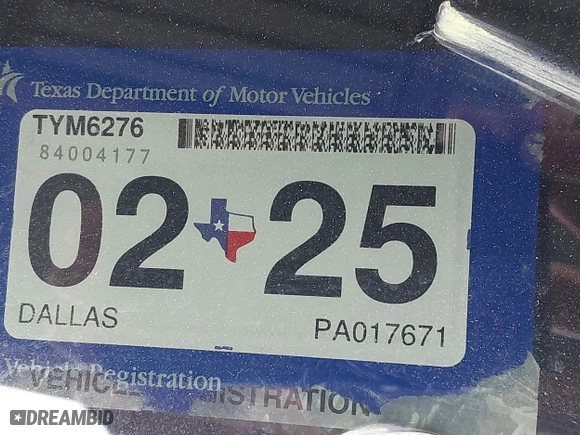 Texas Department of Motor Vehicles
TYM6276
84004177
02 25
DALLAS
PA017671
Vehicle Registration
VEHICLE REGISTRATION
DREAMBID